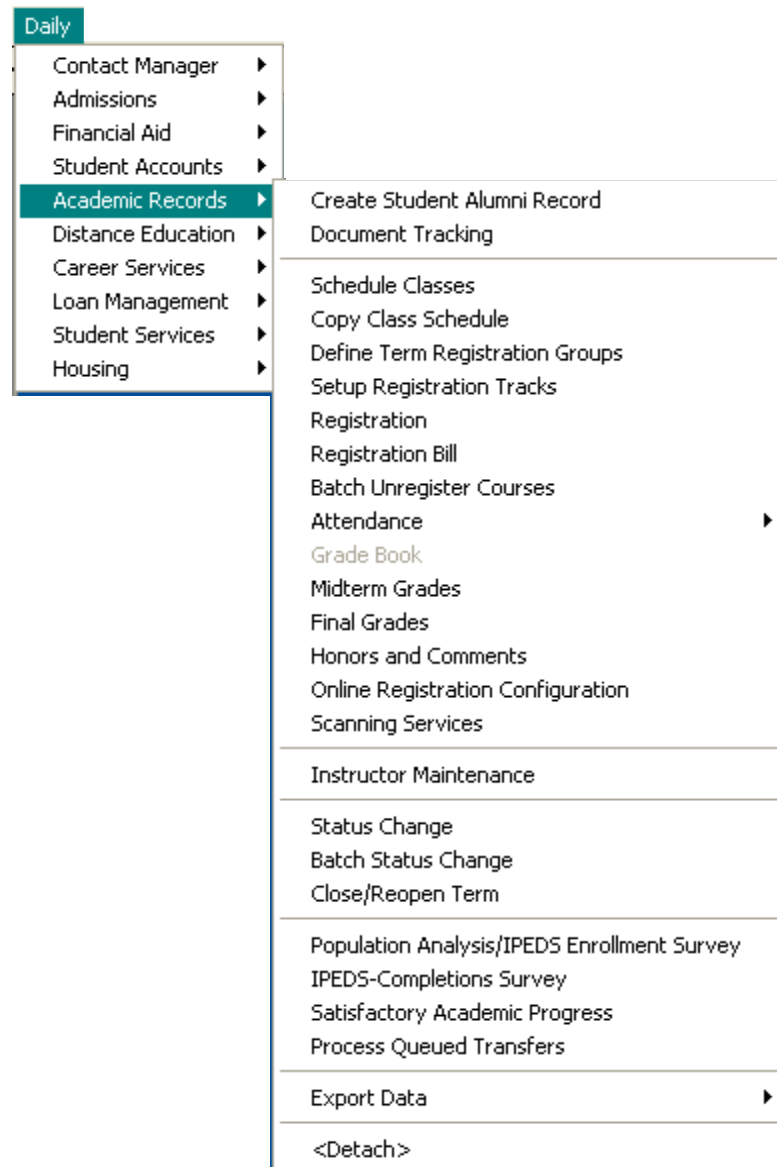 Daily
Contact Manager
Admissions
Financial Aid
Student Accounts
Academic Records
Distance Education
Career Services
Loan Management
Student Services
Housing
Create Student Alumni Record
Document Tracking
Schedule Classes
Copy Class Schedule
Define Term Registration Groups
Setup Registration Tracks
Registration
Registration Bill
Batch Unregister Courses
Attendance
Grade Book
Midterm Grades
Final Grades
Honors and Comments
Online Registration Configuration
Scanning Services
Instructor Maintenance
Status Change
Batch Status Change
Close/Reopen Term
Population Analysis/IPEDS Enrollment Survey
IPEDS-Completions Survey
Satisfactory Academic Progress
Process Queued Transfers
Export Data
<Detach>